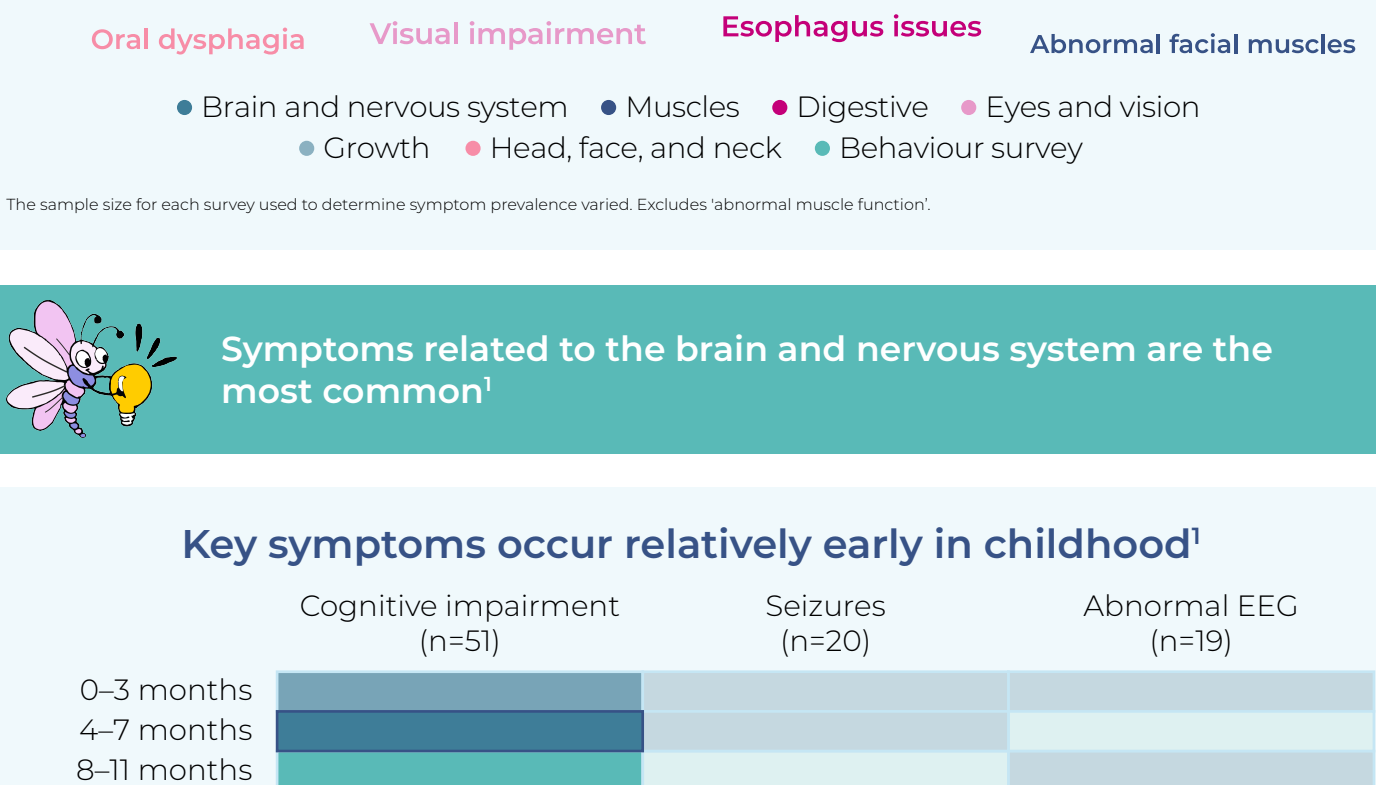 Oral dysphagia
Visual impairment
Esophagus issues
Abnormal facial muscles
Brain and nervous system
Muscles
Digestive
Eyes and vision
Growth
Head, face, and neck
Behaviour survey
The sample size for each survey used to determine symptom prevalence varied. Excludes 'abnormal muscle function’.
Symptoms related to the brain and nervous system are the
most common¹
Key symptoms occur relatively early in childhood¹
Cognitive impairment
(n=51)
Seizures
(n=20)
Abnormal EEG
(n=19)
0–3 months
4–7 months
8–11 months